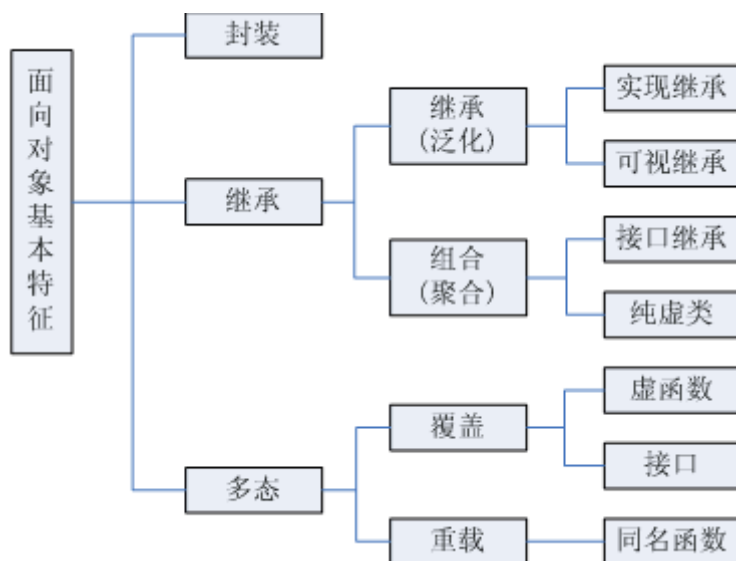 面向对象基本特征
封装
继承
继承
(泛化)
实现继承
可视继承
组合
(聚合)
接口继承
纯虚类
多态
覆盖
虚函数
接口
重载
同名函数